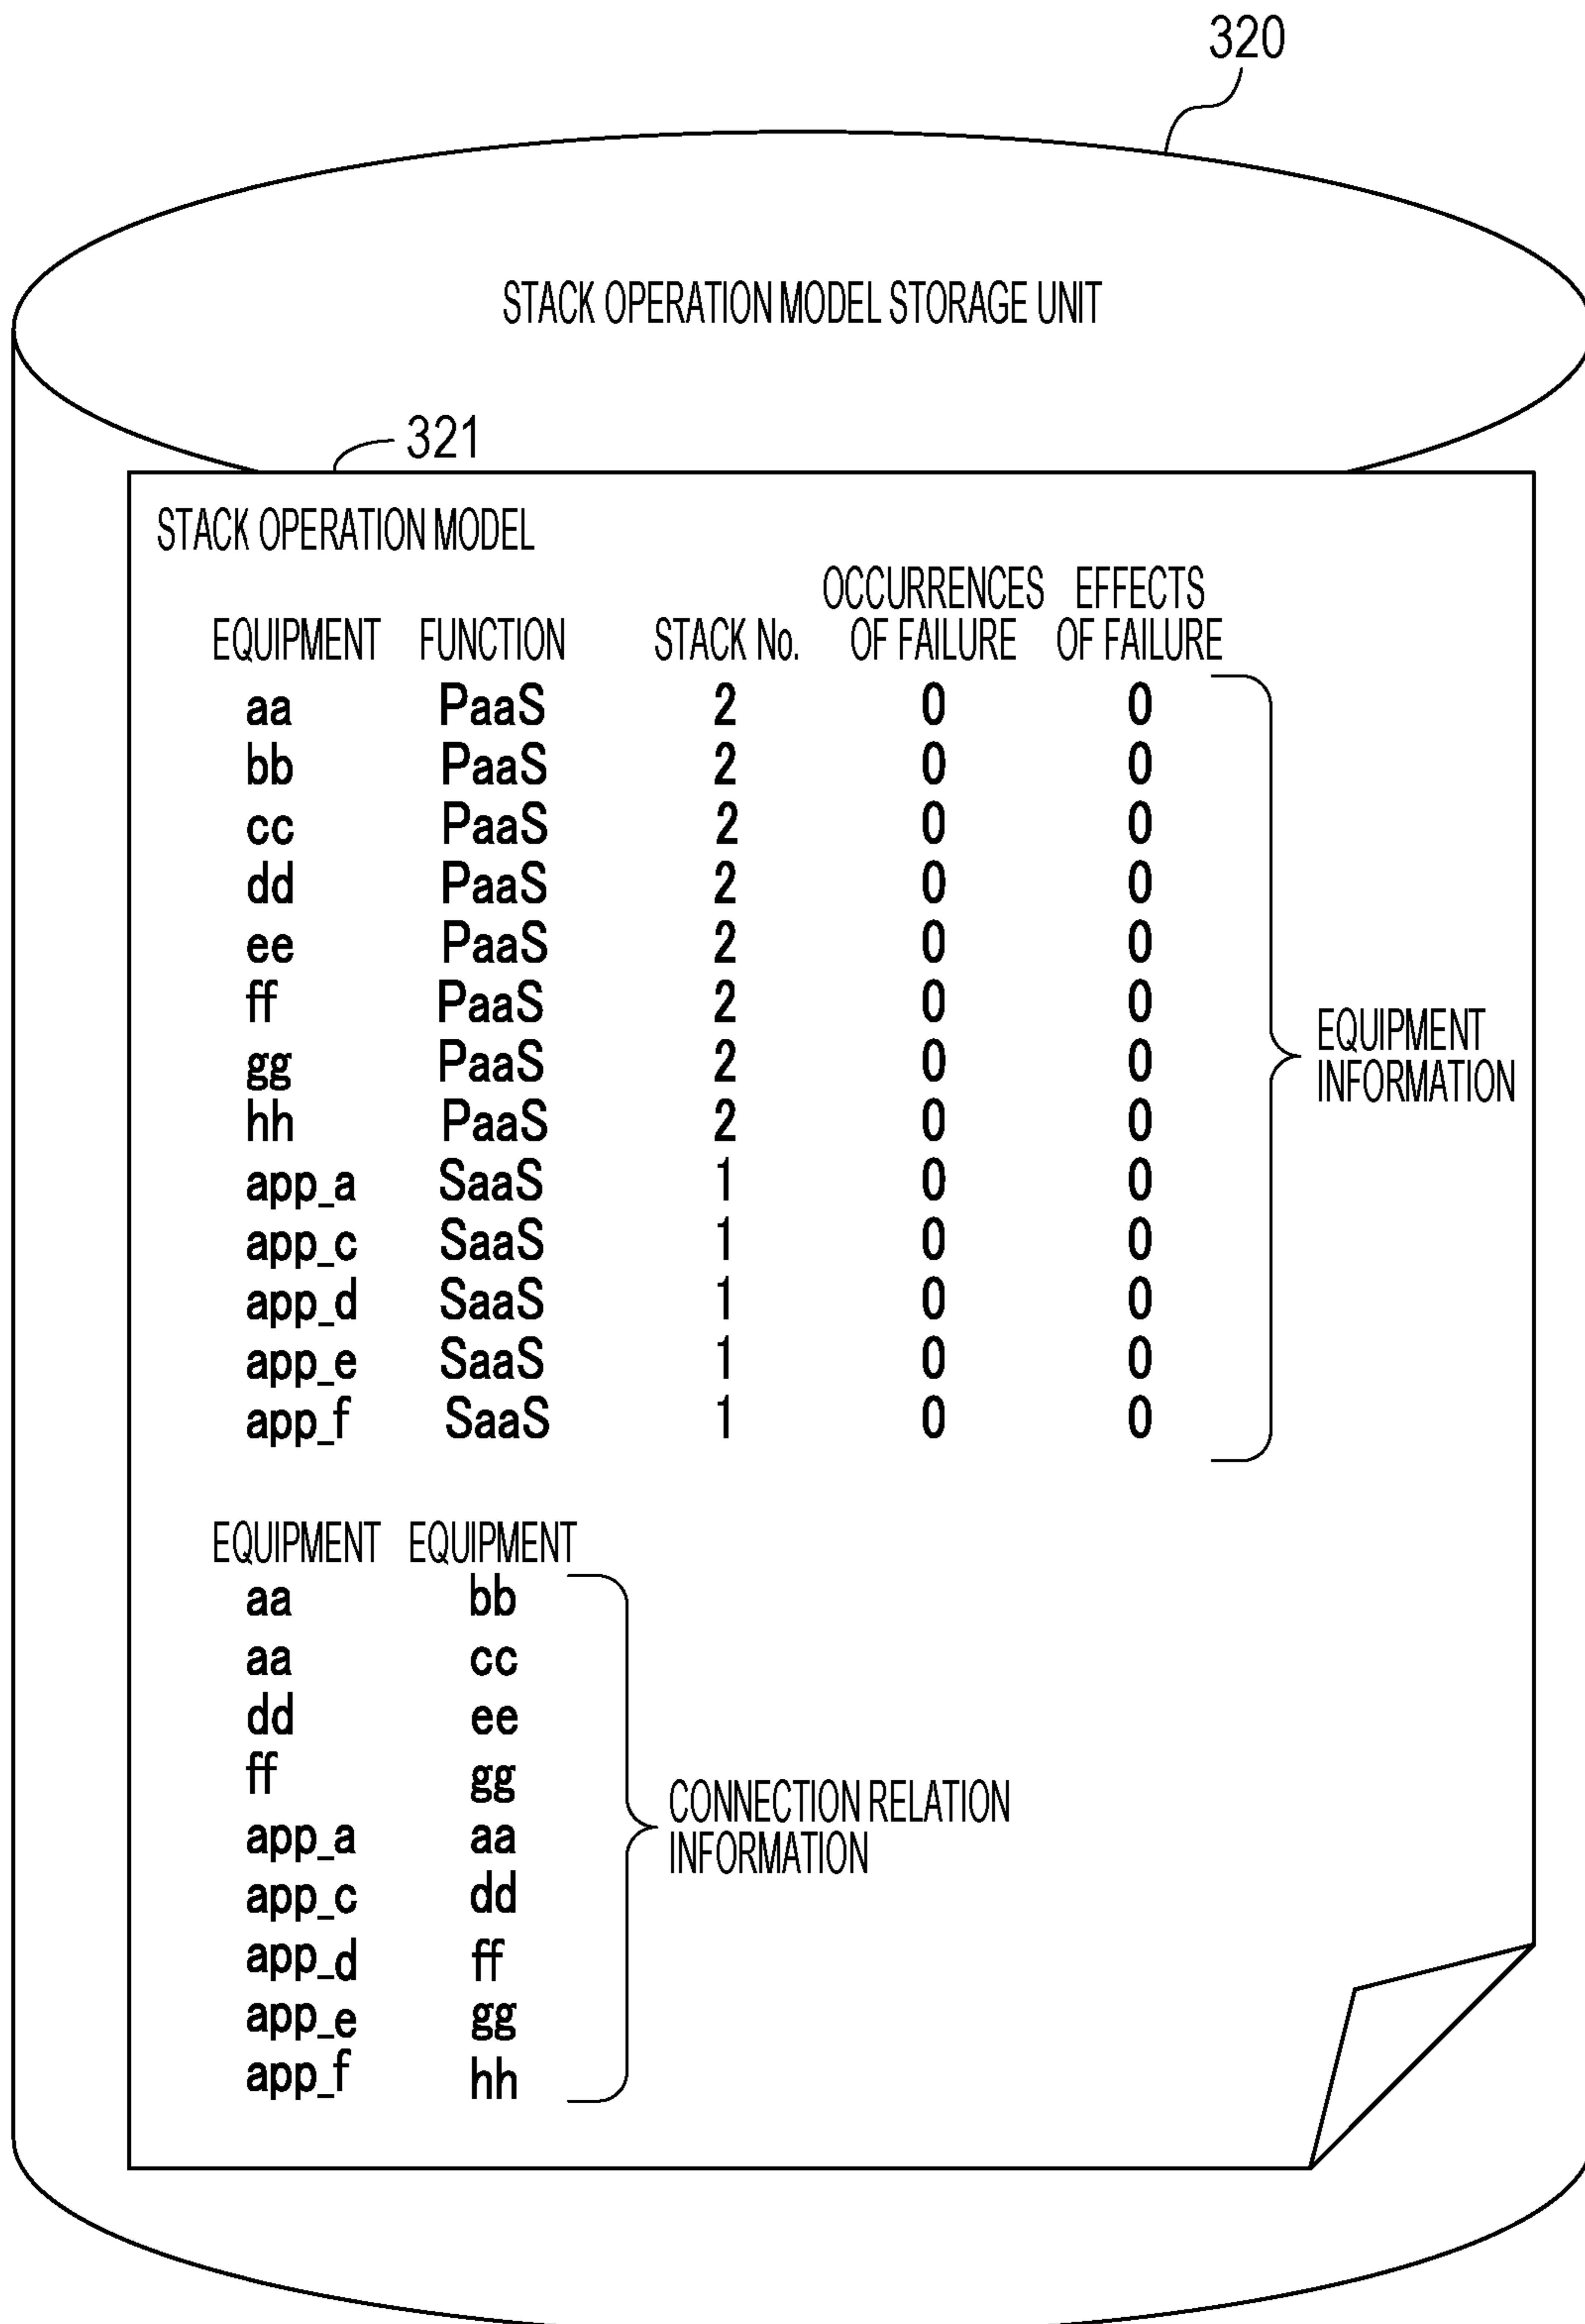 320
STACK OPERATION MODEL STORAGE UNIT
321
STACK OPERATION MODEL
OCCURRENCES EFFECTS
EQUIPMENT FUNCTION STACK No. OF FAILURE OF FAILURE
aa PaaS 2 0 0
bb PaaS 2 0 0
cc PaaS 2 0 0
dd PaaS 2 0 0
ee PaaS 2 0 0
ff PaaS 2 0 0
gg PaaS 2 0 0
hh PaaS 2 0 0
app_a SaaS 1 0 0
app_c SaaS 1 0 0
app_d SaaS 1 0 0
app_e SaaS 1 0 0
app_f SaaS 1 0 0
EQUIPMENT
INFORMATION
EQUIPMENT EQUIPMENT
aa bb
aa cc
dd ee
ff gg
app_a aa
app_c dd
app_d ff
app_e gg
app_f hh
CONNECTION RELATION
INFORMATION